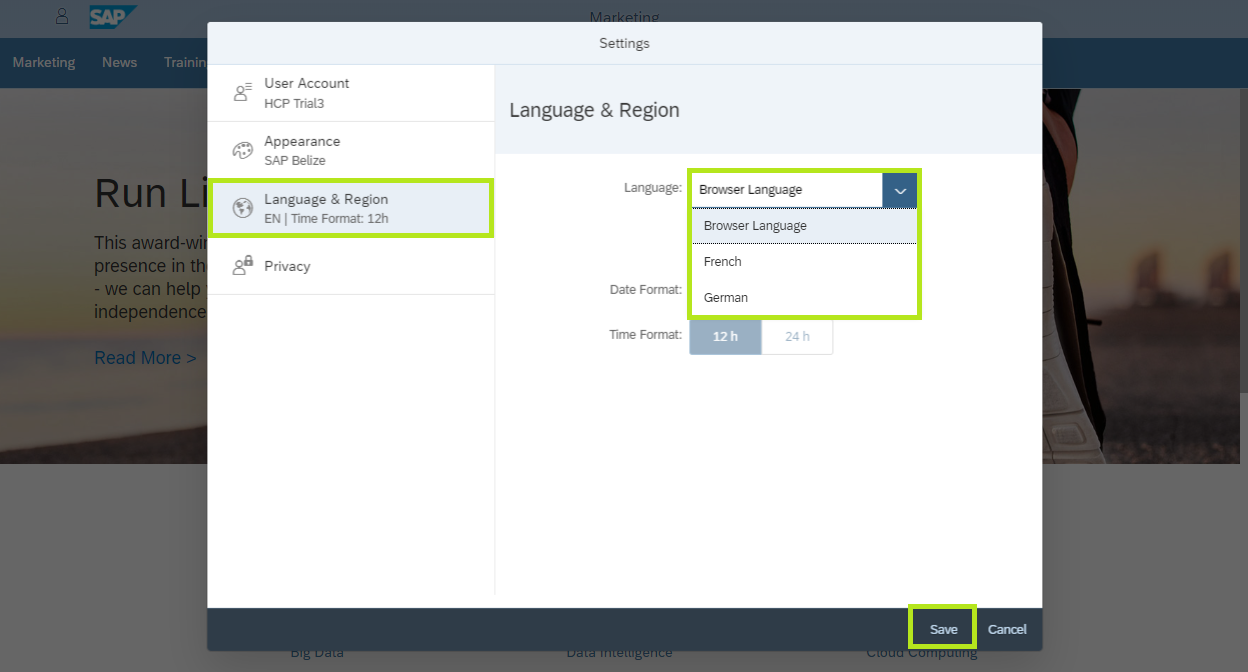 SAP
Marketing
Marketing
News
Trainin
Run Li
This award-win
presence in th
- we can help
independence
Read More >
Settings
User Account
HCP Trial3
Appearance
SAP Belize
Language & Region
EN | Time Format: 12h
Privacy
Language & Region
Language:
Browser Language
Browser Language
French
German
Date Format:
Time Format:
12 h
24 h
Save
Cancel
Big Data
Data Intelligence
Cloud Computing